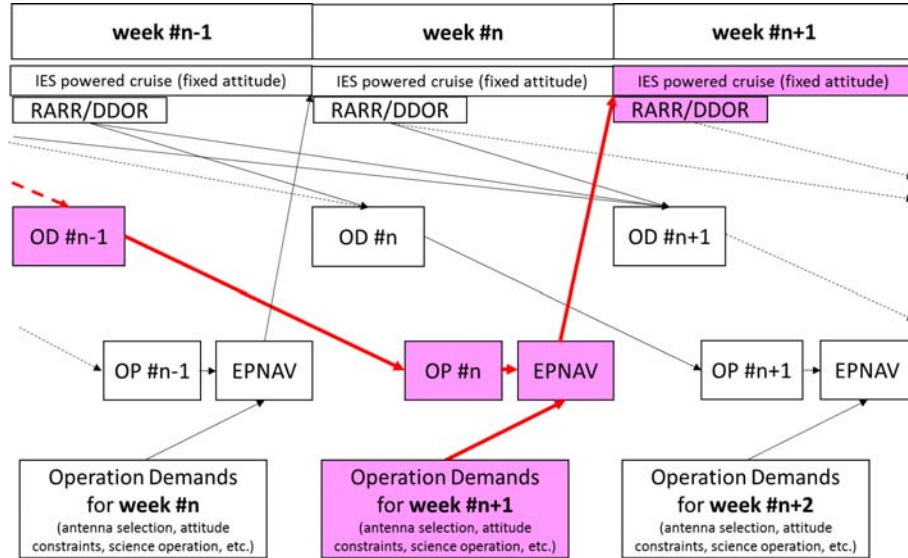 week #n-1
week #n
week #n+1
IES powered cruise (fixed attitude)
IES powered cruise (fixed attitude)
IES powered cruise (fixed attitude)
RARR/DDOR
RARR/DDOR
RARR/DDOR
OD #n-1
OD #n
OD #n+1
OP #n-1
EPNAV
OP #n
EPNAV
OP #n+1
EPNAV
Operation Demands
for week #n
(antenna selection, attitude
constraints, science operation, etc.)
Operation Demands
for week #n+1
(antenna selection, attitude
constraints, science operation, etc.)
Operation Demands
for week #n+2
(antenna selection, attitude
constraints, science operation, etc.)